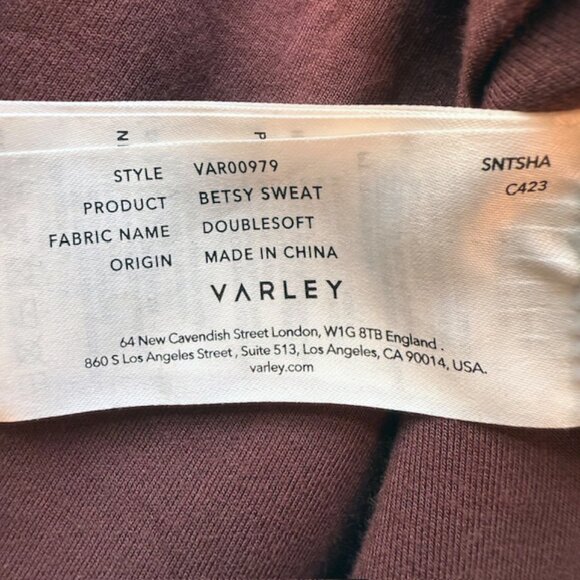 STYLE VAR00979
PRODUCT BETSY SWEAT
FABRIC NAME DOUBLESOFT
ORIGIN MADE IN CHINA
SNTSHA
C423
VARLEY
64 New Cavendish Street London, W1G 8TB England .
860 S Los Angeles Street , Suite 513, Los Angeles, CA 90014, USA.
varley.com